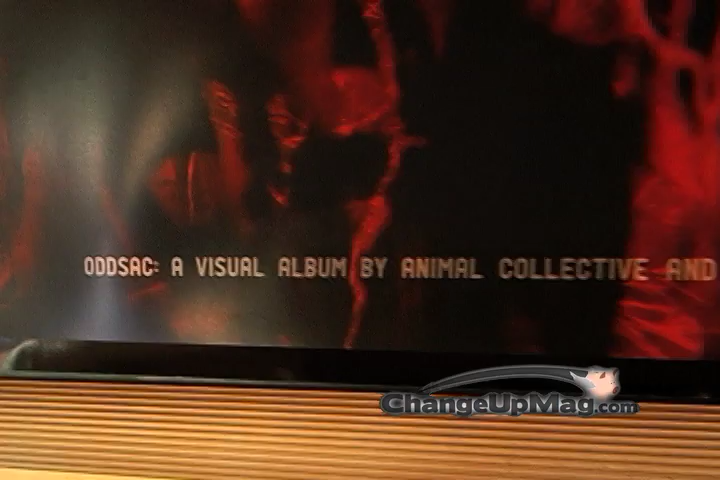 ODDSAC: A VISUAL ALBUM BY ANIMAL COLLECTIVE AND
ChangeUpMag.com